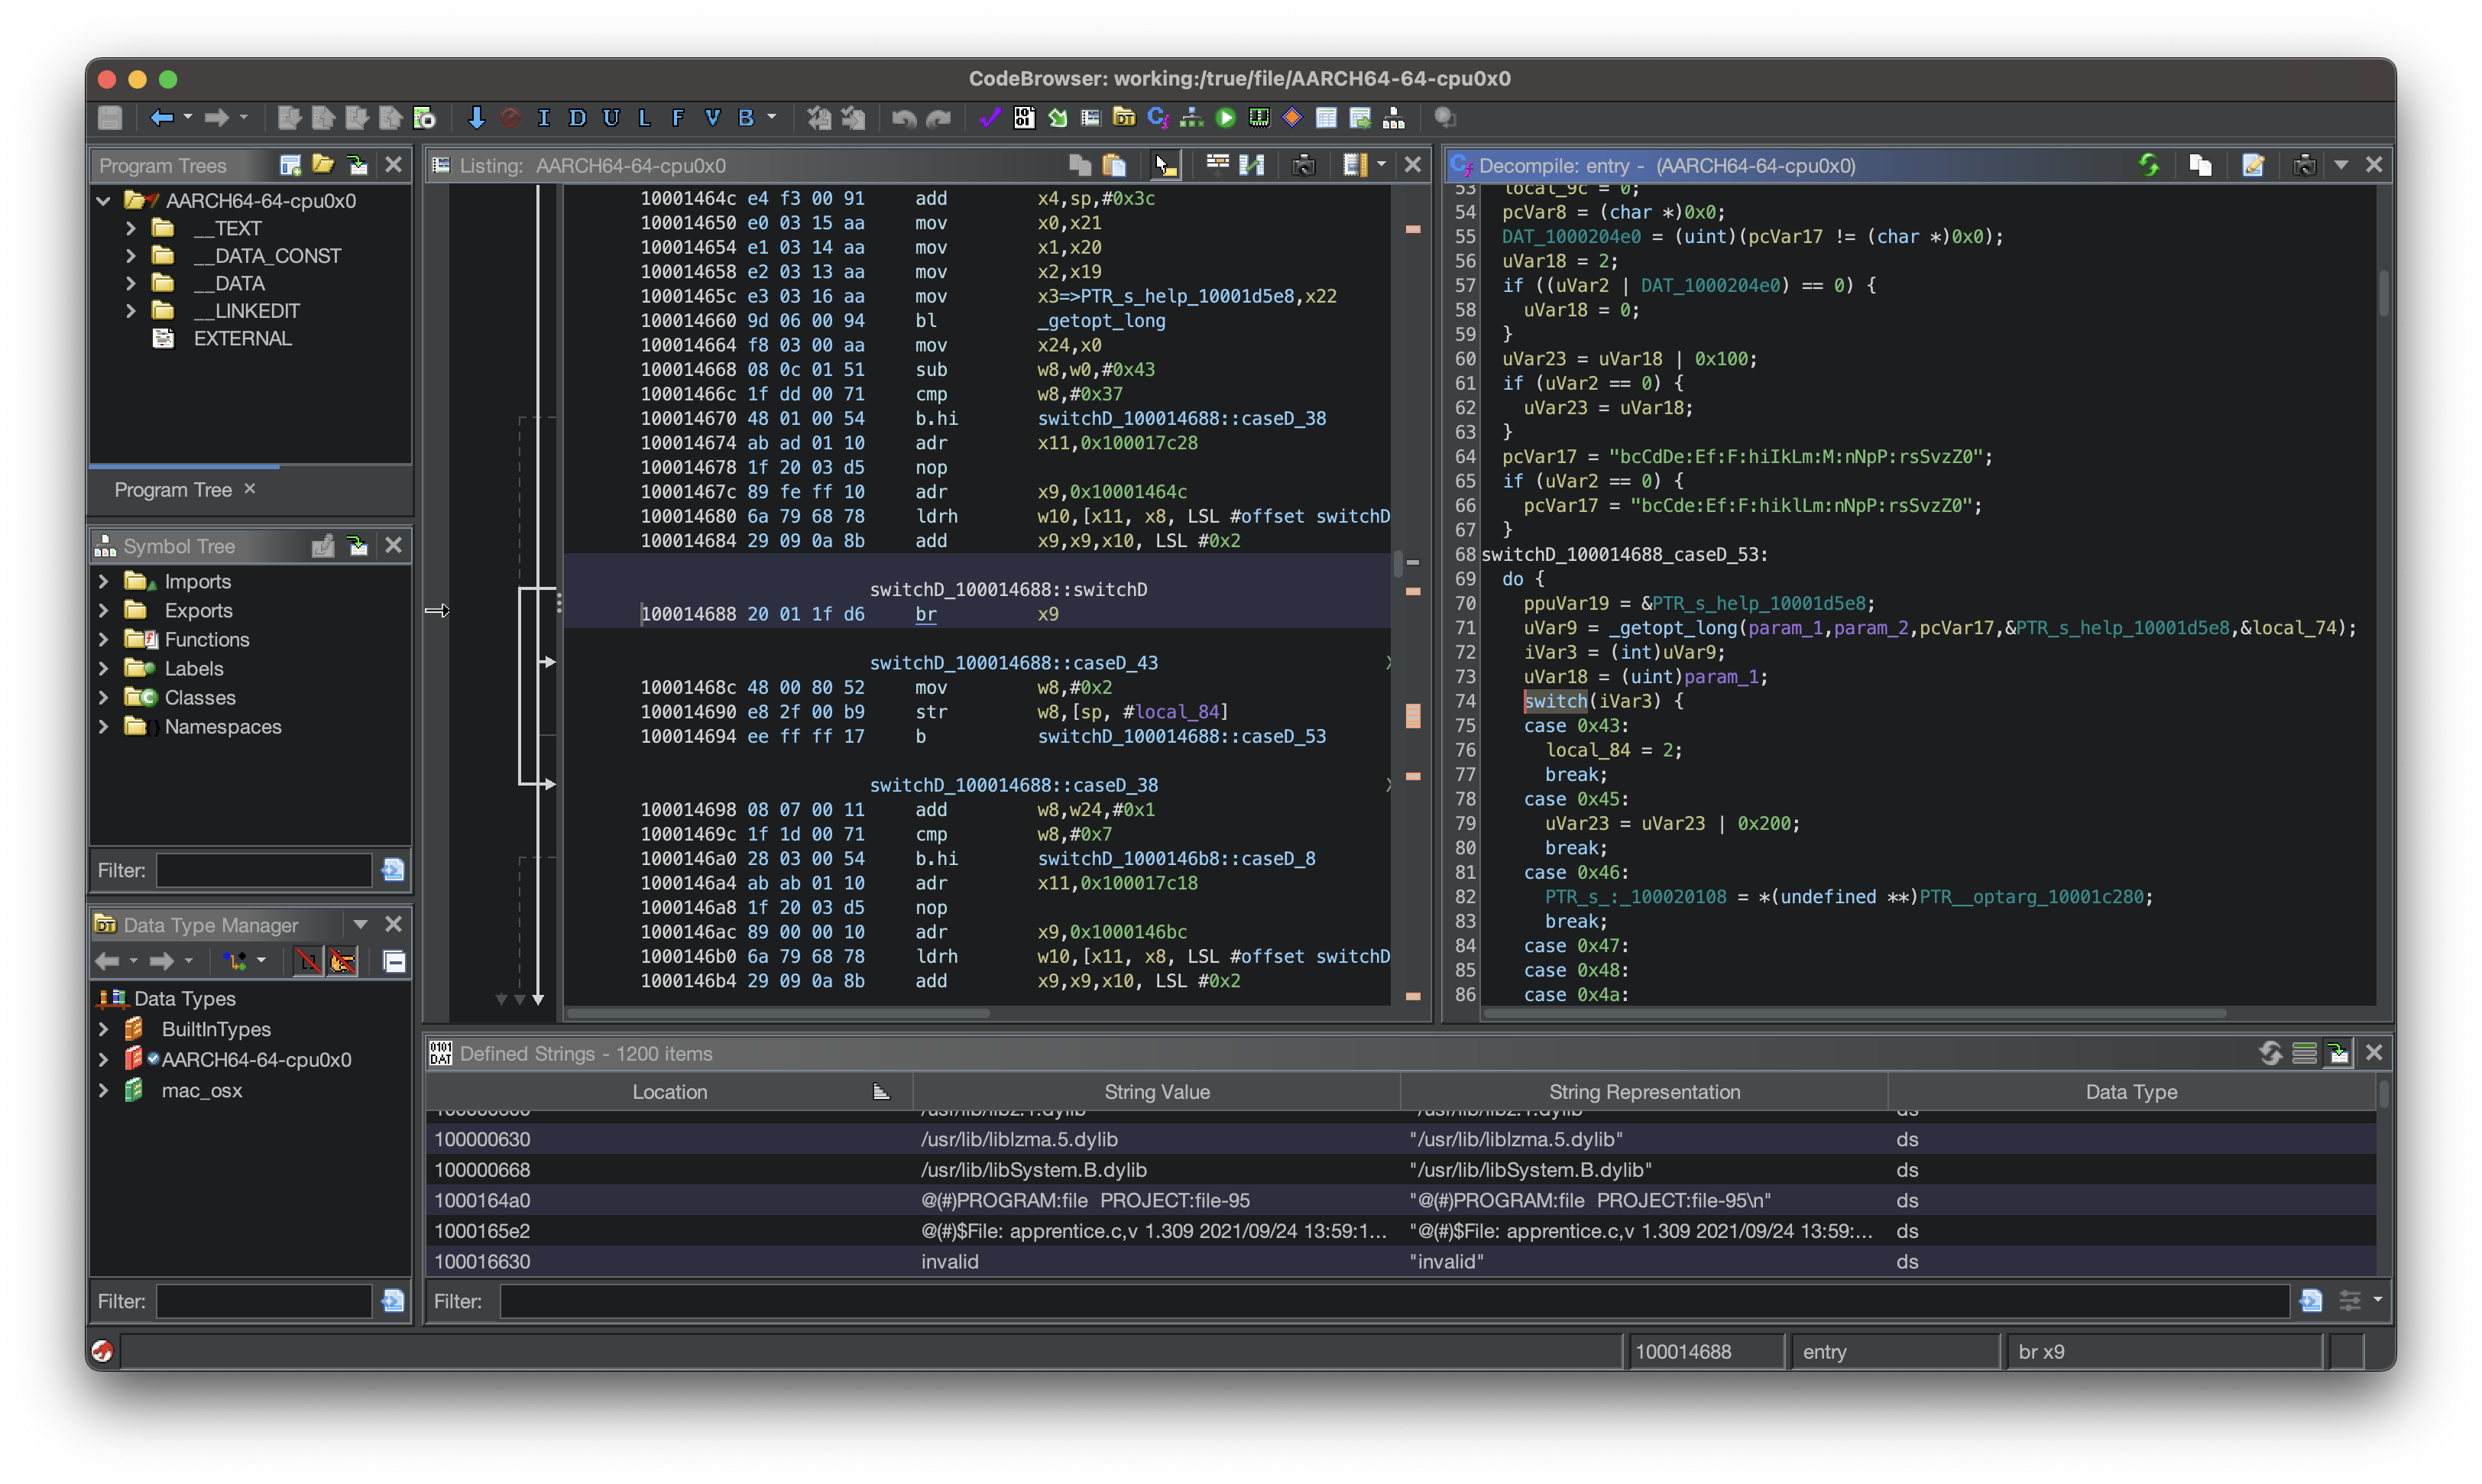 CodeBrowser: working:/true/file/AARCH64-64-cpu0x0
I D U L F V B
Program Trees
AARCH64-64-cpu0x0
__TEXT
__DATA_CONST
__DATA
__LINKEDIT
EXTERNAL
Program Tree
Symbol Tree
Imports
Exports
Functions
Labels
Classes
Namespaces
Filter:
Data Type Manager
Data Types
BuiltInTypes
AARCH64-64-cpu0x0
mac_osx
Filter:
Listing: AARCH64-64-cpu0x0
10001464c e4 f3 00 91 add x4,sp,#0x3c
100014650 e0 03 15 aa mov x0,x21
100014654 e1 03 14 aa mov x1,x20
100014658 e2 03 13 aa mov x2,x19
10001465c e3 03 16 aa mov x3=>PTR_s_help_10001d5e8,x22
100014660 9d 06 00 94 bl _getopt_long
100014664 f8 03 00 aa mov x24,x0
100014668 08 0c 01 51 sub w8,w0,#0x43
10001466c 1f dd 00 71 cmp w8,#0x37
100014670 48 01 00 54 b.hi switchD_100014688::caseD_38
100014674 ab ad 01 10 adr x11,0x100017c28
100014678 1f 20 03 d5 nop
10001467c 89 fe ff 10 adr x9,0x10001464c
100014680 6a 79 68 78 ldrh w10,[x11, x8, LSL #offset switchD
100014684 29 09 0a 8b add x9,x9,x10, LSL #0x2
switchD_100014688::switchD
100014688 20 01 1f d6 br x9
switchD_100014688::caseD_43
10001468c 48 00 80 52 mov w8,#0x2
100014690 e8 2f 00 b9 str w8,[sp, #local_84]
100014694 ee ff ff 17 b switchD_100014688::caseD_53
switchD_100014688::caseD_38
100014698 08 07 00 11 add w8,w24,#0x1
10001469c 1f 1d 00 71 cmp w8,#0x7
1000146a0 28 03 00 54 b.hi switchD_1000146b8::caseD_8
1000146a4 ab ab 01 10 adr x11,0x100017c18
1000146a8 1f 20 03 d5 nop
1000146ac 89 00 00 10 adr x9,0x1000146bc
1000146b0 6a 79 68 78 ldrh w10,[x11, x8, LSL #offset switchD
1000146b4 29 09 0a 8b add x9,x9,x10, LSL #0x2
Decompile: entry - (AARCH64-64-cpu0x0)
53 local_9c = 0;
54 pcVar8 = (char *)0x0;
55 DAT_1000204e0 = (uint)(pcVar17 != (char *)0x0);
56 uVar18 = 2;
57 if ((uVar2 | DAT_1000204e0) == 0) {
58 uVar18 = 0;
59 }
60 uVar23 = uVar18 | 0x100;
61 if (uVar2 == 0) {
62 uVar23 = uVar18;
63 }
64 pcVar17 = "bcCdDe:Ef:F:hiIkLm:M:nNpP:rsSvzZ0";
65 if (uVar2 == 0) {
66 pcVar17 = "bcCde:Ef:F:hiklLm:nNpP:rsSvzZ0";
67 }
68 switchD_100014688_caseD_53:
69 do {
70 ppuVar19 = &PTR_s_help_10001d5e8;
71 uVar9 = _getopt_long(param_1,param_2,pcVar17,&PTR_s_help_10001d5e8,&local_74);
72 iVar3 = (int)uVar9;
73 uVar18 = (uint)param_1;
74 switch(iVar3) {
75 case 0x43:
76 local_84 = 2;
77 break;
78 case 0x45:
79 uVar23 = uVar23 | 0x200;
80 break;
81 case 0x46:
82 PTR_s_:_100020108 = *(undefined **)PTR__optarg_10001c280;
83 break;
84 case 0x47:
85 case 0x48:
86 case 0x4a:
Defined Strings - 1200 items
Location String Value String Representation Data Type
100000630 /usr/lib/liblzma.5.dylib "/usr/lib/liblzma.5.dylib" ds
100000668 /usr/lib/libSystem.B.dylib "/usr/lib/libSystem.B.dylib" ds
1000164a0 @(#)PROGRAM:file PROJECT:file-95 "@(#)PROGRAM:file PROJECT:file-95\n" ds
1000165e2 @(#)$File: apprentice.c,v 1.309 2021/09/24 13:59:1... "@(#)$File: apprentice.c,v 1.309 2021/09/24 13:59:... ds
100016630 invalid "invalid" ds
Filter:
100014688 entry br x9